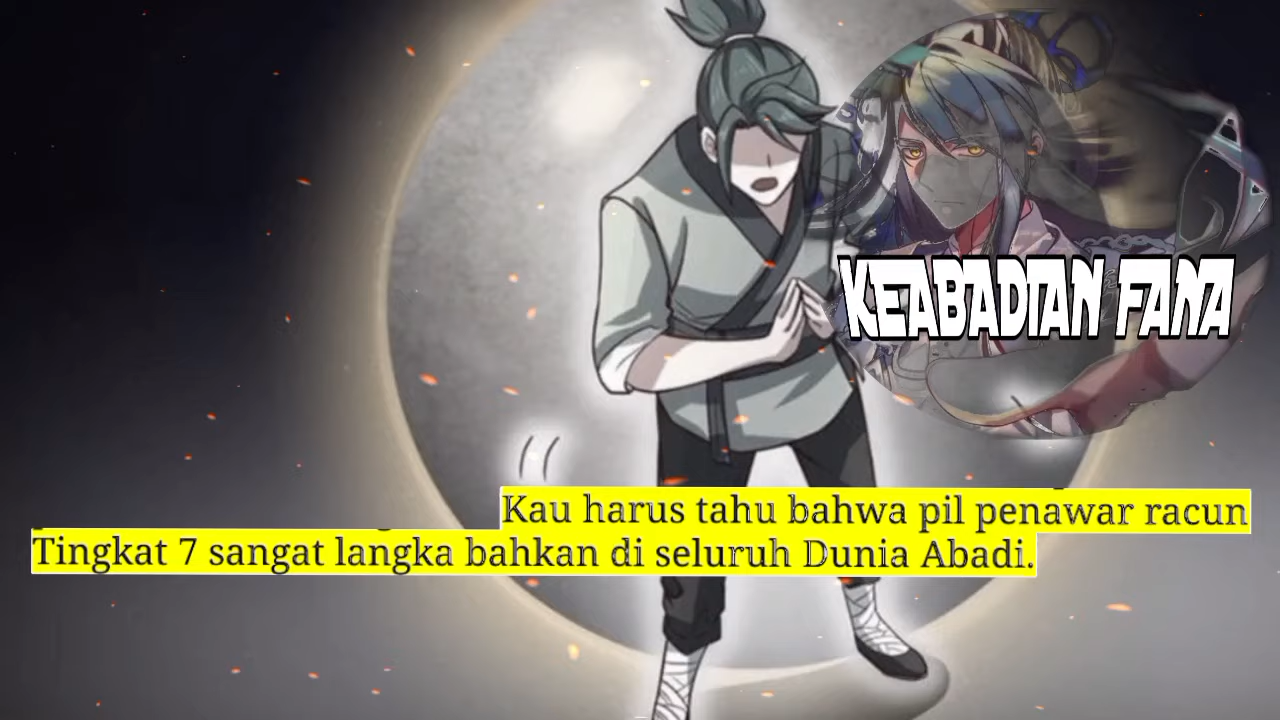 KEABADIAN FANA
Kau harus tahu bahwa pil penawar racun
Tingkat 7 sangat langka bahkan di seluruh Dunia Abadi.